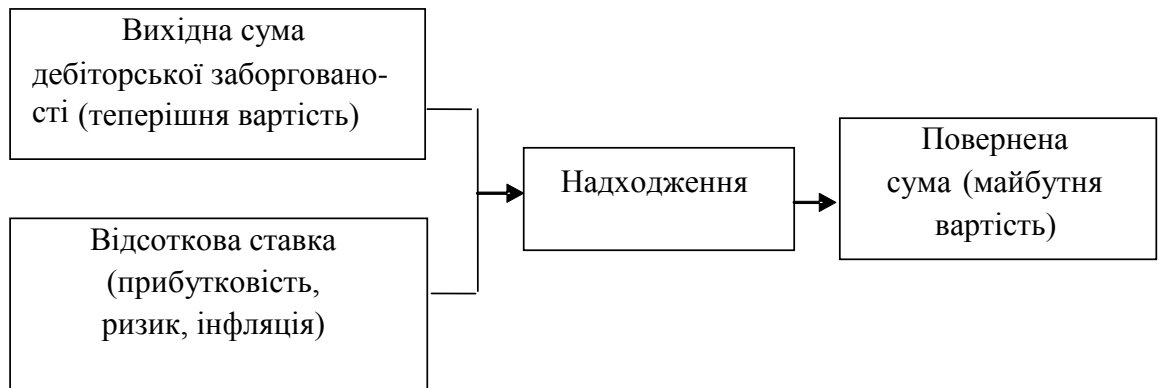 Вихідна сума
дебіторської заборговано-
сті (теперішня вартість)
Відсоткова ставка
(прибутковість,
ризик, інфляція)
Надходження
Повернена
сума (майбутня
вартість)